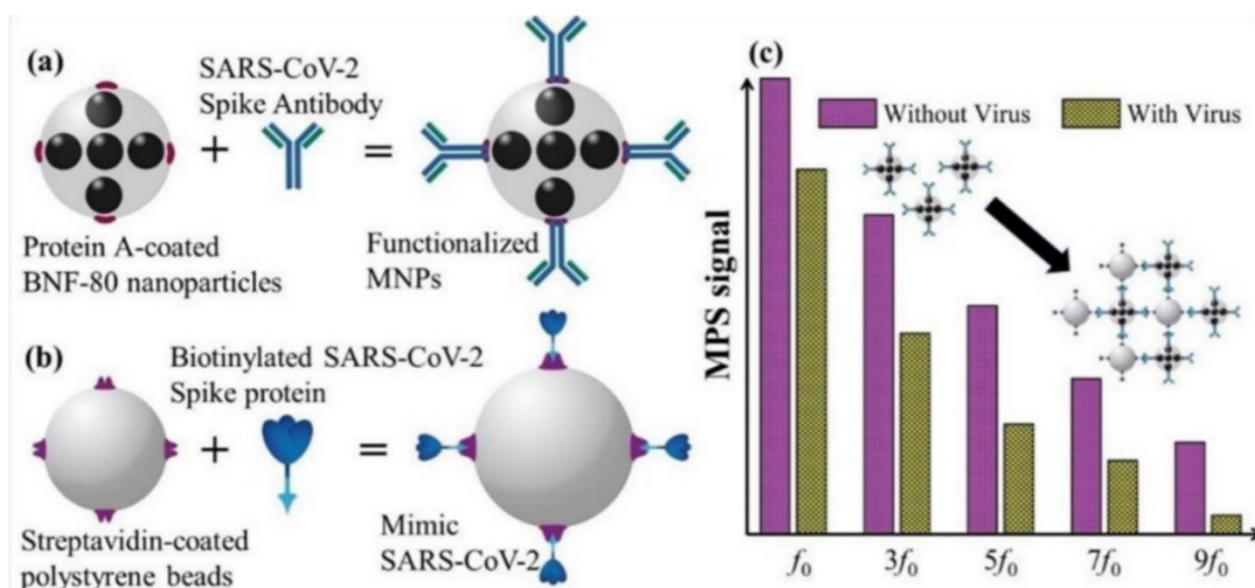 (a)
SARS-CoV-2
Spike Antibody
+
=
Protein A-coated
BNF-80 nanoparticles
Functionalized
MNPs
(b)
Biotinylated SARS-CoV-2
Spike protein
+
=
Streptavidin-coated
polystyrene beads
Mimic
SARS-CoV-2
(c)
Without Virus
With Virus
MPS signal
f₀ 3f₀ 5f₀ 7f₀ 9f₀